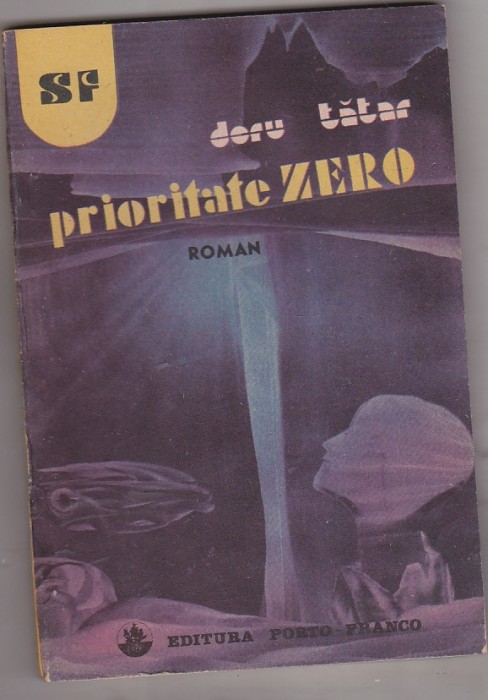 SF
doru tătar
prioritate ZERO
ROMAN
EDITURA PORTO-FRANCO